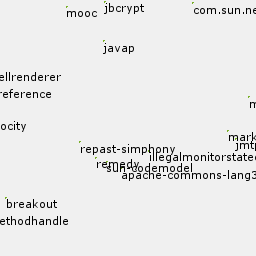 jbcrypt
com.sun.ne
mooc
javap
ellrenderer
reference
m
ocity
mark
jmt
repast-simphony
illegalmonitorstatee
remedy
sun-codemodel
apache-commons-lang3
breakout
ethodhandle